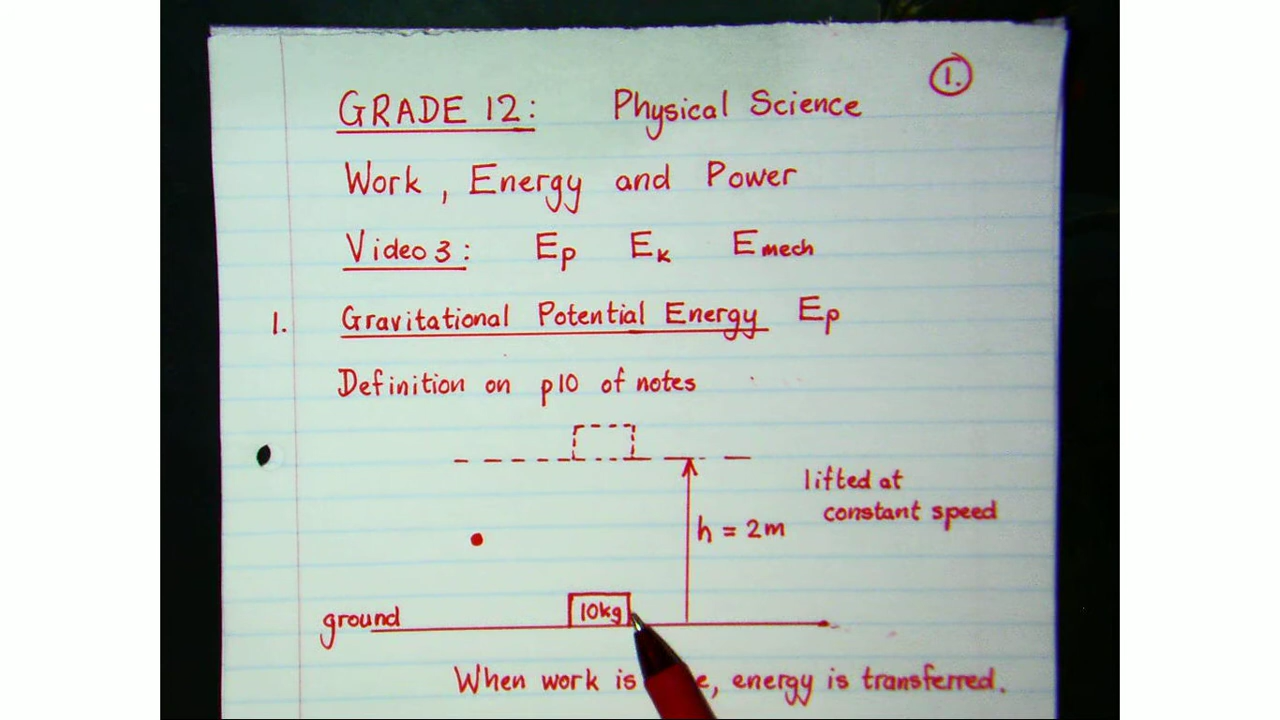 1.
GRADE 12: Physical Science
Work, Energy and Power
Video 3: Ep Ek Emech
1. Gravitational Potential Energy Ep
Definition on p10 of notes
lifted at
constant speed
h = 2m
10kg
ground
When work is energy is transferred.